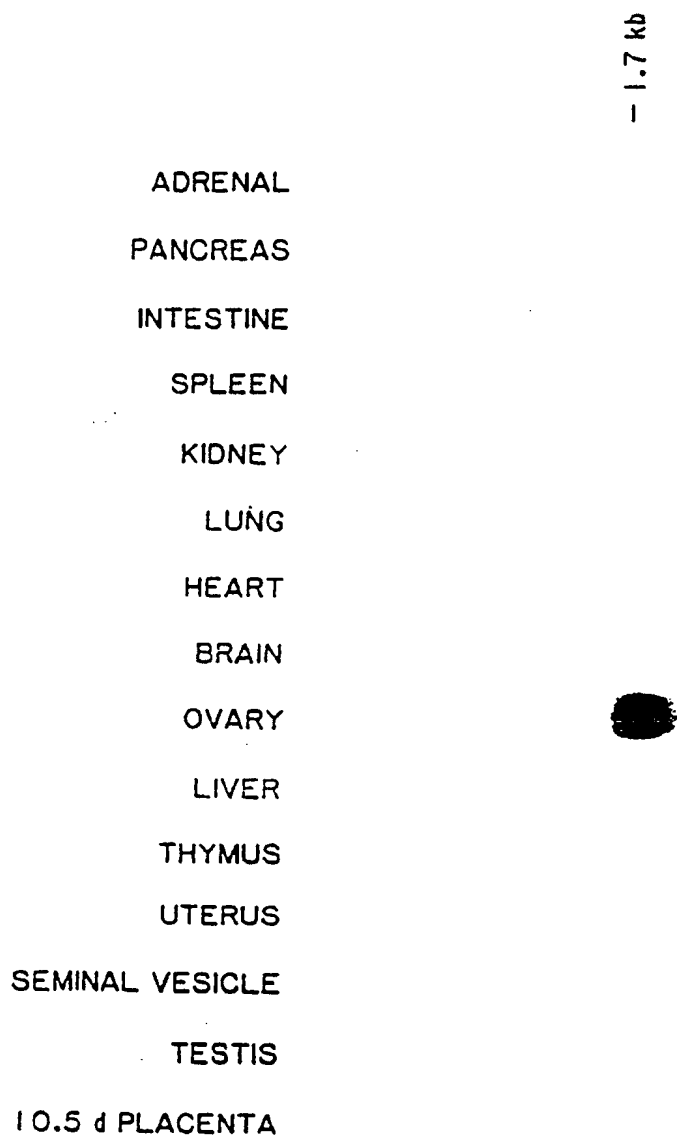 – 1.7 kb
ADRENAL
PANCREAS
INTESTINE
SPLEEN
KIDNEY
LUNG
HEART
BRAIN
OVARY
LIVER
THYMUS
UTERUS
SEMINAL VESICLE
TESTIS
10.5 d PLACENTA